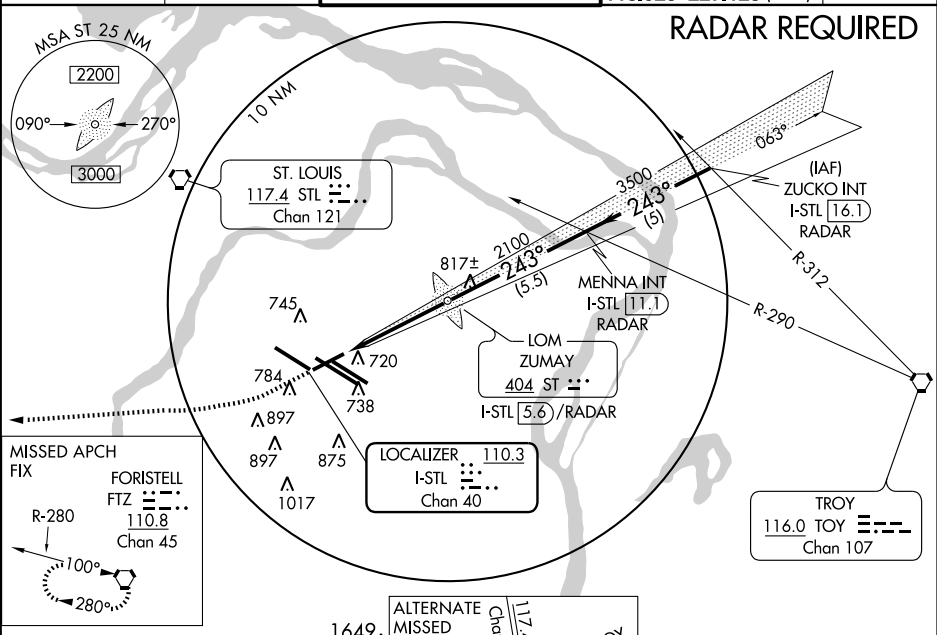 RADAR REQUIRED
MSA ST 25 NM
2200
090°
270°
3000
10 NM
ST. LOUIS
117.4 STL
Chan 121
063°
(IAF)
ZUCKO INT
I-STL 16.1
RADAR
3500
243°
(5)
2100
243°
(5.5)
817±
MENNA INT
I-STL 11.1
RADAR
R-312
R-290
745
LOM
ZUMAY
404 ST
I-STL 5.6 /RADAR
720
784
738
897
897
875
1017
LOCALIZER 110.3
I-STL
Chan 40
MISSED APCH
FIX
FORISTELL
FTZ
110.8
Chan 45
R-280
100°
280°
TROY
116.0 TOY
Chan 107
1649
ALTERNATE
MISSED